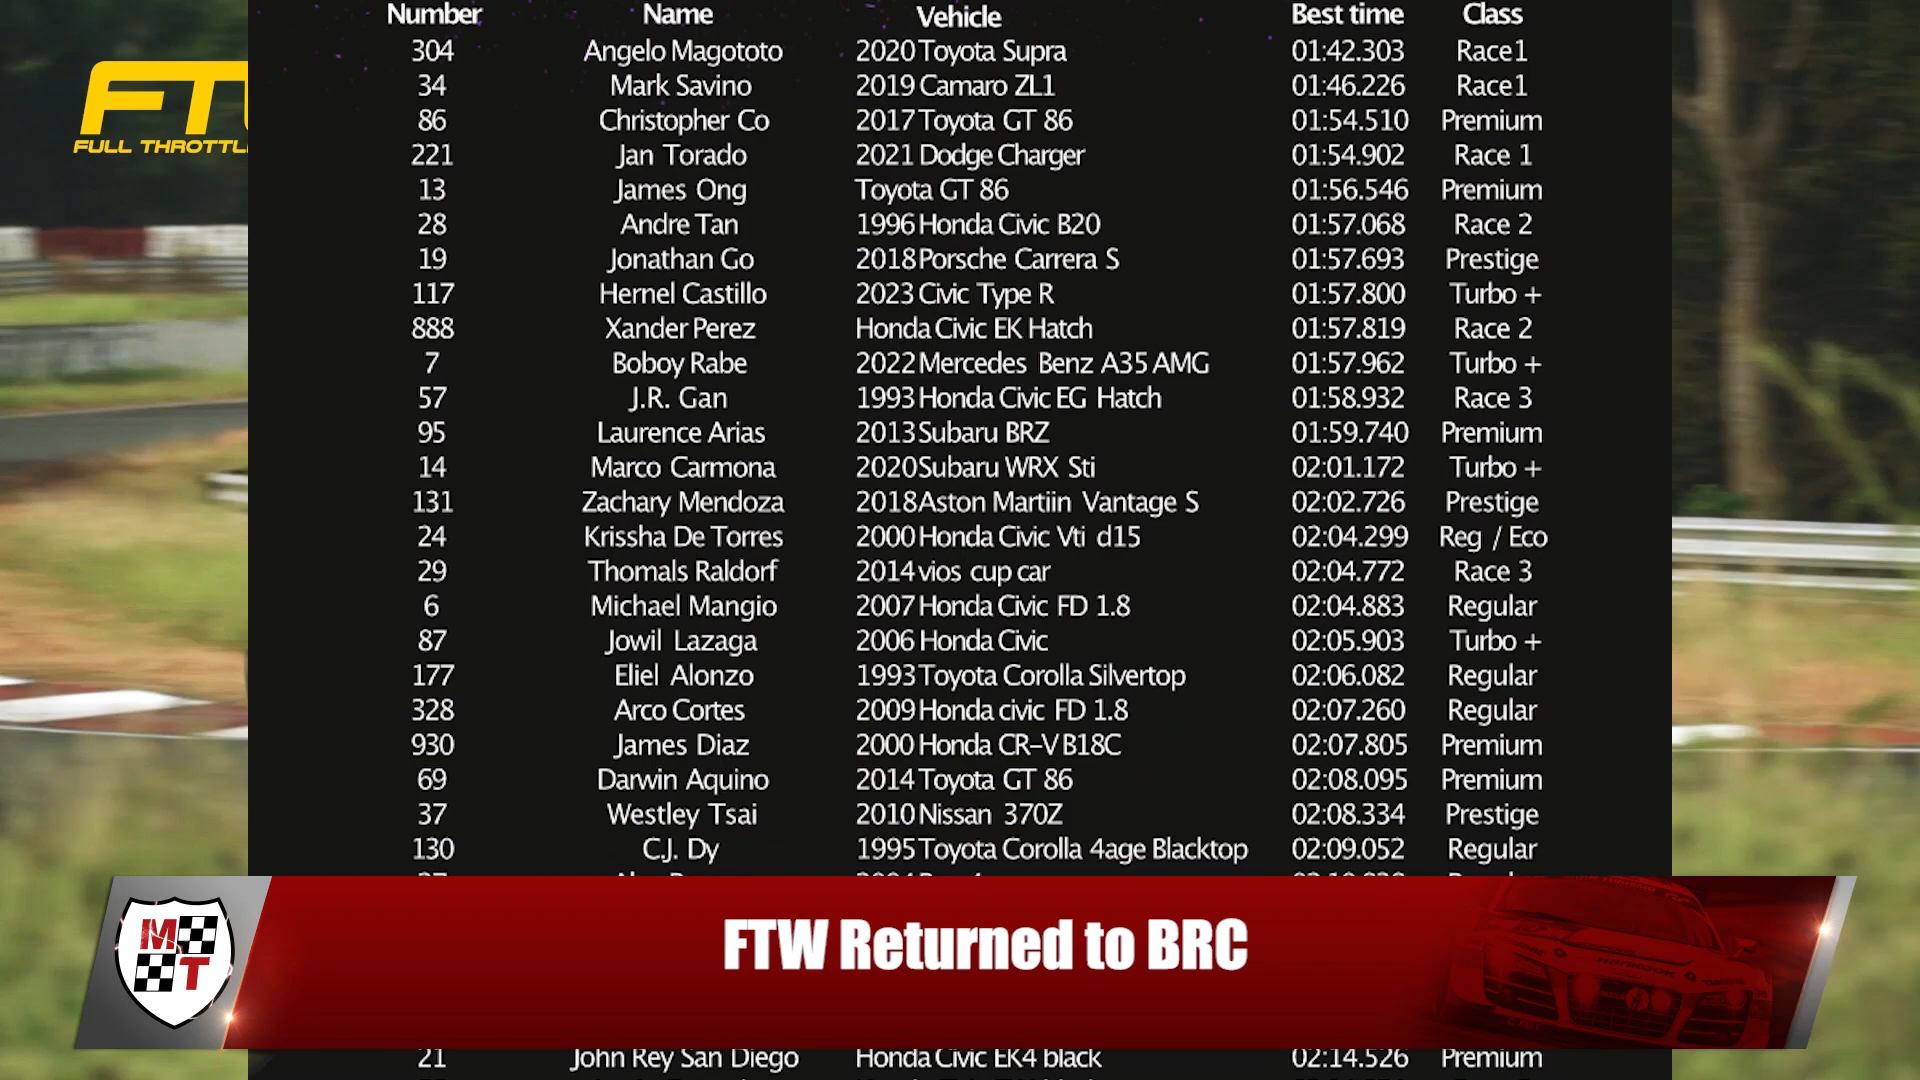 Number Name Vehicle Best time Class
304 Angelo Magototo 2020 Toyota Supra 01:42.303 Race1
34 Mark Savino 2019 Camaro ZL1 01:46.226 Race1
86 Christopher Co 2017 Toyota GT 86 01:54.510 Premium
221 Jan Torado 2021 Dodge Charger 01:54.902 Race 1
13 James Ong Toyota GT 86 01:56.546 Premium
28 Andre Tan 1996 Honda Civic B20 01:57.068 Race 2
19 Jonathan Go 2018 Porsche Carrera S 01:57.693 Prestige
117 Hernel Castillo 2023 Civic Type R 01:57.800 Turbo +
888 Xander Perez Honda Civic EK Hatch 01:57.819 Race 2
7 Boboy Rabe 2022 Mercedes Benz A35 AMG 01:57.962 Turbo +
57 J.R. Gan 1993 Honda Civic EG Hatch 01:58.932 Race 3
95 Laurence Arias 2013 Subaru BRZ 01:59.740 Premium
14 Marco Carmona 2020 Subaru WRX Sti 02:01.172 Turbo +
131 Zachary Mendoza 2018 Aston Martiin Vantage S 02:02.726 Prestige
24 Krissha De Torres 2000 Honda Civic Vti d15 02:04.299 Reg / Eco
29 Thomals Raldorf 2014 vios cup car 02:04.772 Race 3
6 Michael Mangio 2007 Honda Civic FD 1.8 02:04.883 Regular
87 Jowil Lazaga 2006 Honda Civic 02:05.903 Turbo +
177 Eliel Alonzo 1993 Toyota Corolla Silvertop 02:06.082 Regular
328 Arco Cortes 2009 Honda civic FD 1.8 02:07.260 Regular
930 James Diaz 2000 Honda CR-V B18C 02:07.805 Premium
69 Darwin Aquino 2014 Toyota GT 86 02:08.095 Premium
37 Westley Tsai 2010 Nissan 370Z 02:08.334 Prestige
130 C.J. Dy 1995 Toyota Corolla 4age Blacktop 02:09.052 Regular
21 John Rey San Diego Honda Civic EK4 black 02:14.526 Premium
FT
FULL THROTTL
M
T
FTW Returned to BRC
HANKOOK